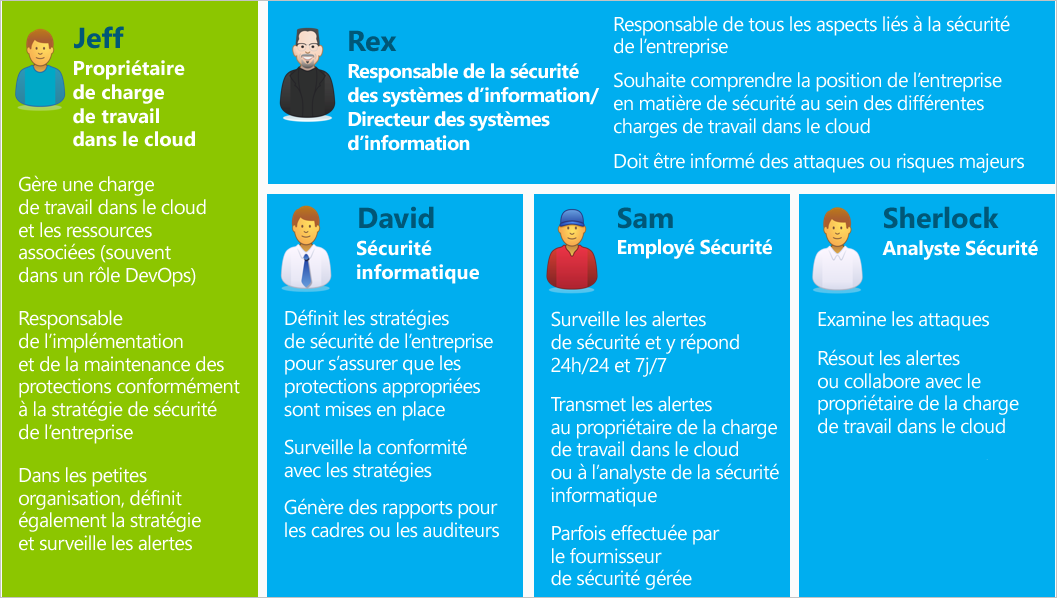 Jeff
Propriétaire
de charge
de travail
dans le cloud
Gère une charge
de travail dans le cloud
et les ressources
associées (souvent
dans un rôle DevOps)
Responsable
de l’implémentation
et de la maintenance des
protections conformément
à la stratégie de sécurité
de l’entreprise
Dans les petites
organisation, définit
également la stratégie
et surveille les alertes
Rex
Responsable de la sécurité
des systèmes d’information/
Directeur des systèmes
d’information
Responsable de tous les aspects liés à la sécurité
de l’entreprise
Souhaite comprendre la position de l’entreprise
en matière de sécurité au sein des différentes
charges de travail dans le cloud
Doit être informé des attaques ou risques majeurs
David
Sécurité
informatique
Définit les stratégies
de sécurité de l’entreprise
pour s’assurer que les
protections appropriées
sont mises en place
Surveille la conformité
avec les stratégies
Génère des rapports pour
les cadres ou les auditeurs
Sam
Employé Sécurité
Surveille les alertes
de sécurité et y répond
24h/24 et 7j/7
Transmet les alertes
au propriétaire de la charge
de travail dans le cloud
ou à l’analyste de la sécurité
informatique
Parfois effectuée par
le fournisseur
de sécurité gérée
Sherlock
Analyste Sécurité
Examine les attaques
Résout les alertes
ou collabore avec le
propriétaire de la charge
de travail dans le cloud